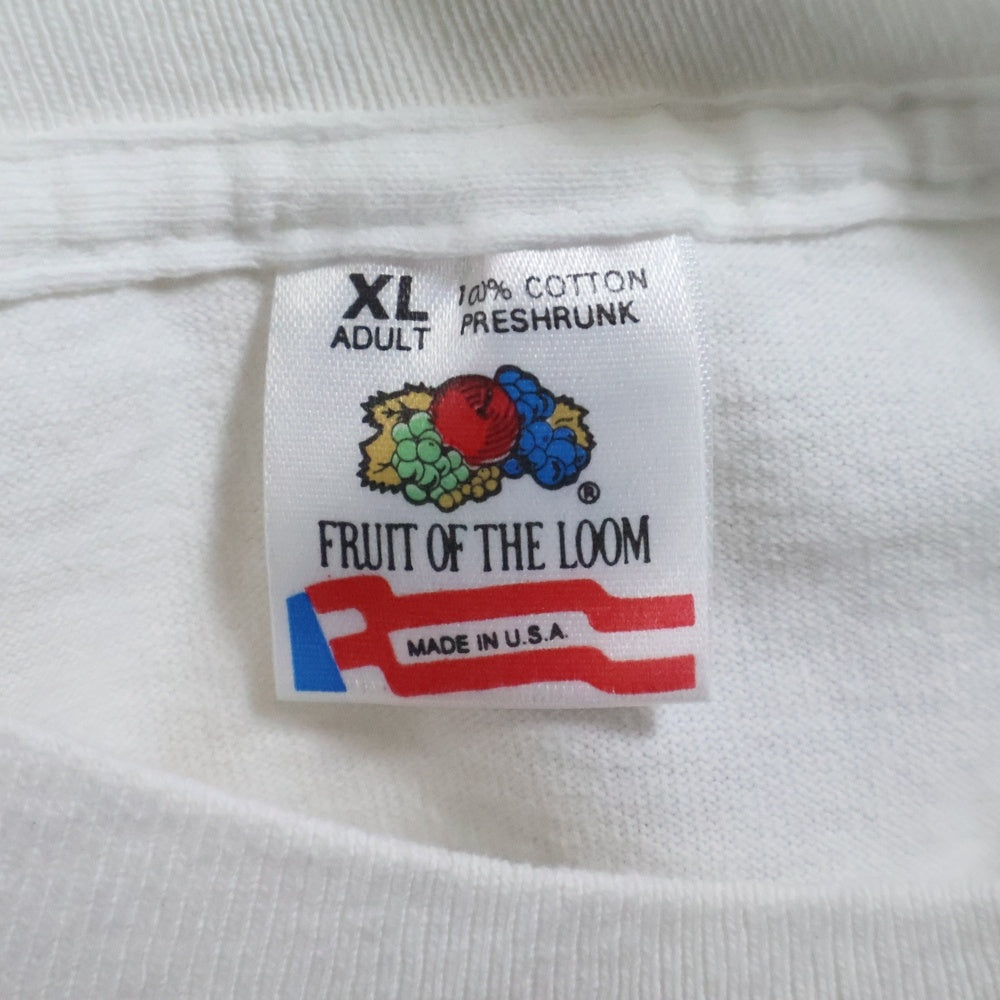 XL 100% COTTON
ADULT PRESHRUNK
®
FRUIT OF THE LOOM
MADE IN U.S.A.